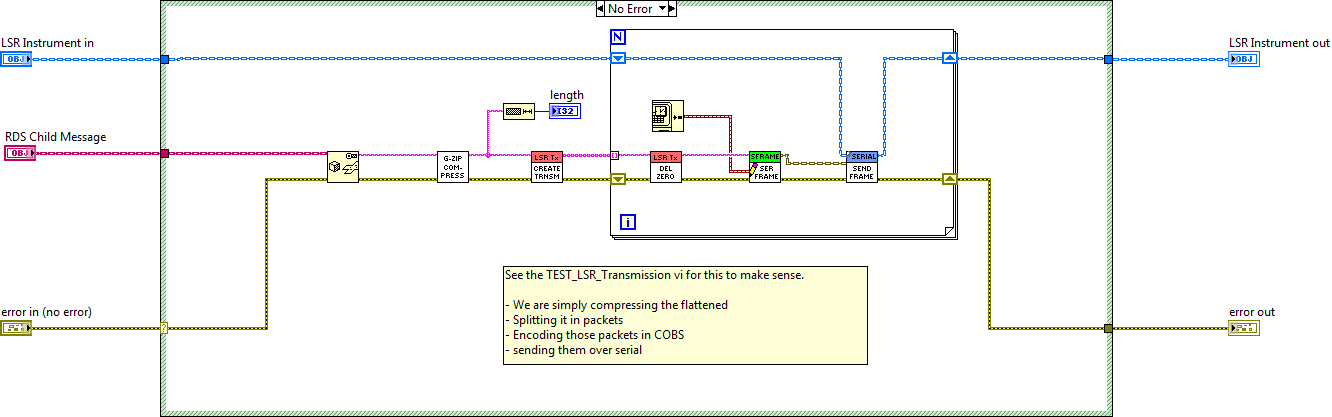 No Error
LSR Instrument in
OBJ
N
LSR Instrument out
OBJ
length
I32
RDS Child Message
OBJ
G-ZIP
COM-
PRESS
LSR Tx
CREATE
TRNSM
LSR Tx
DEL
ZERO
SFRAME
SER
FRAME
SERIAL
SEND
FRAME
i
See the TEST_LSR_Transmission vi for this to make sense.
- We are simply compressing the flattened
- Splitting it in packets
- Encoding those packets in COBS
- sending them over serial
error in (no error)
?
error out